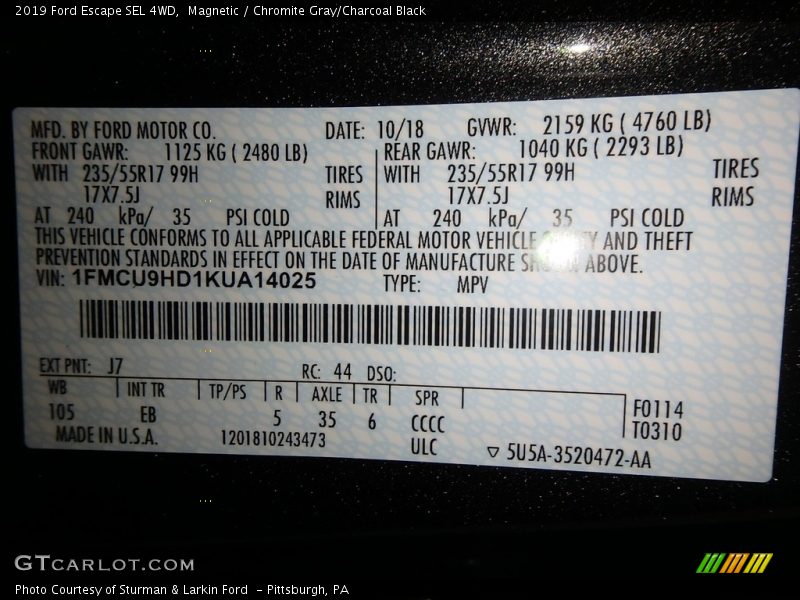 2019 Ford Escape SEL 4WD, Magnetic / Chromite Gray/Charcoal Black
MFD. BY FORD MOTOR CO. DATE: 10/18 GVWR: 2159 KG ( 4760 LB)
FRONT GAWR: 1125 KG ( 2480 LB) REAR GAWR: 1040 KG ( 2293 LB)
WITH 235/55R17 99H TIRES WITH 235/55R17 99H TIRES
17X7.5J RIMS 17X7.5J RIMS
AT 240 kPa/ 35 PSI COLD AT 240 kPa/ 35 PSI COLD
THIS VEHICLE CONFORMS TO ALL APPLICABLE FEDERAL MOTOR VEHICLE AND THEFT
PREVENTION STANDARDS IN EFFECT ON THE DATE OF MANUFACTURE ABOVE.
VIN: 1FMCU9HD1KUA14025 TYPE: MPV
EXT PNT: J7 RC: 44 DSO:
WB INT TR TP/PS R AXLE TR SPR
105 EB 5 35 6 CCCC F0114
MADE IN U.S.A. 1201810243473 ULC T0310
5U5A-3520472-AA
GTCARLOT.COM
Photo Courtesy of Sturman & Larkin Ford - Pittsburgh, PA